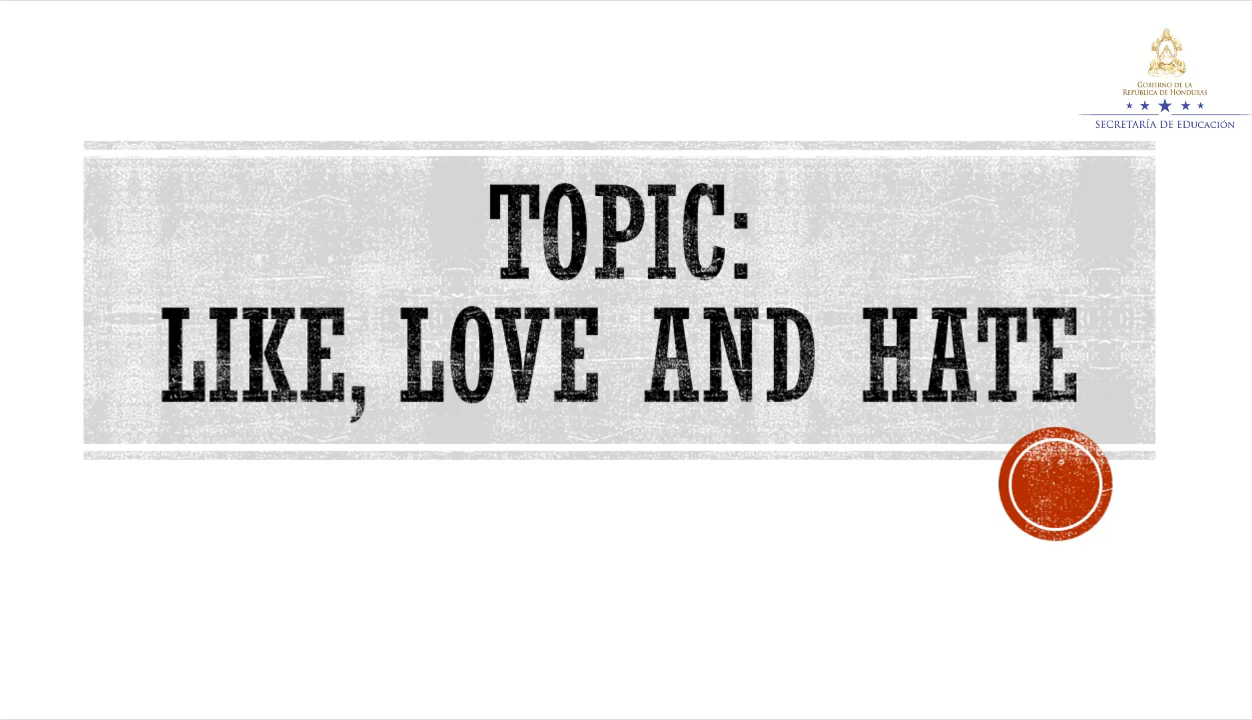 GOBIERNO DE LA
REPÚBLICA DE HONDURAS
SECRETARÍA DE EDUCACIÓN
TOPIC:
LIKE, LOVE AND HATE